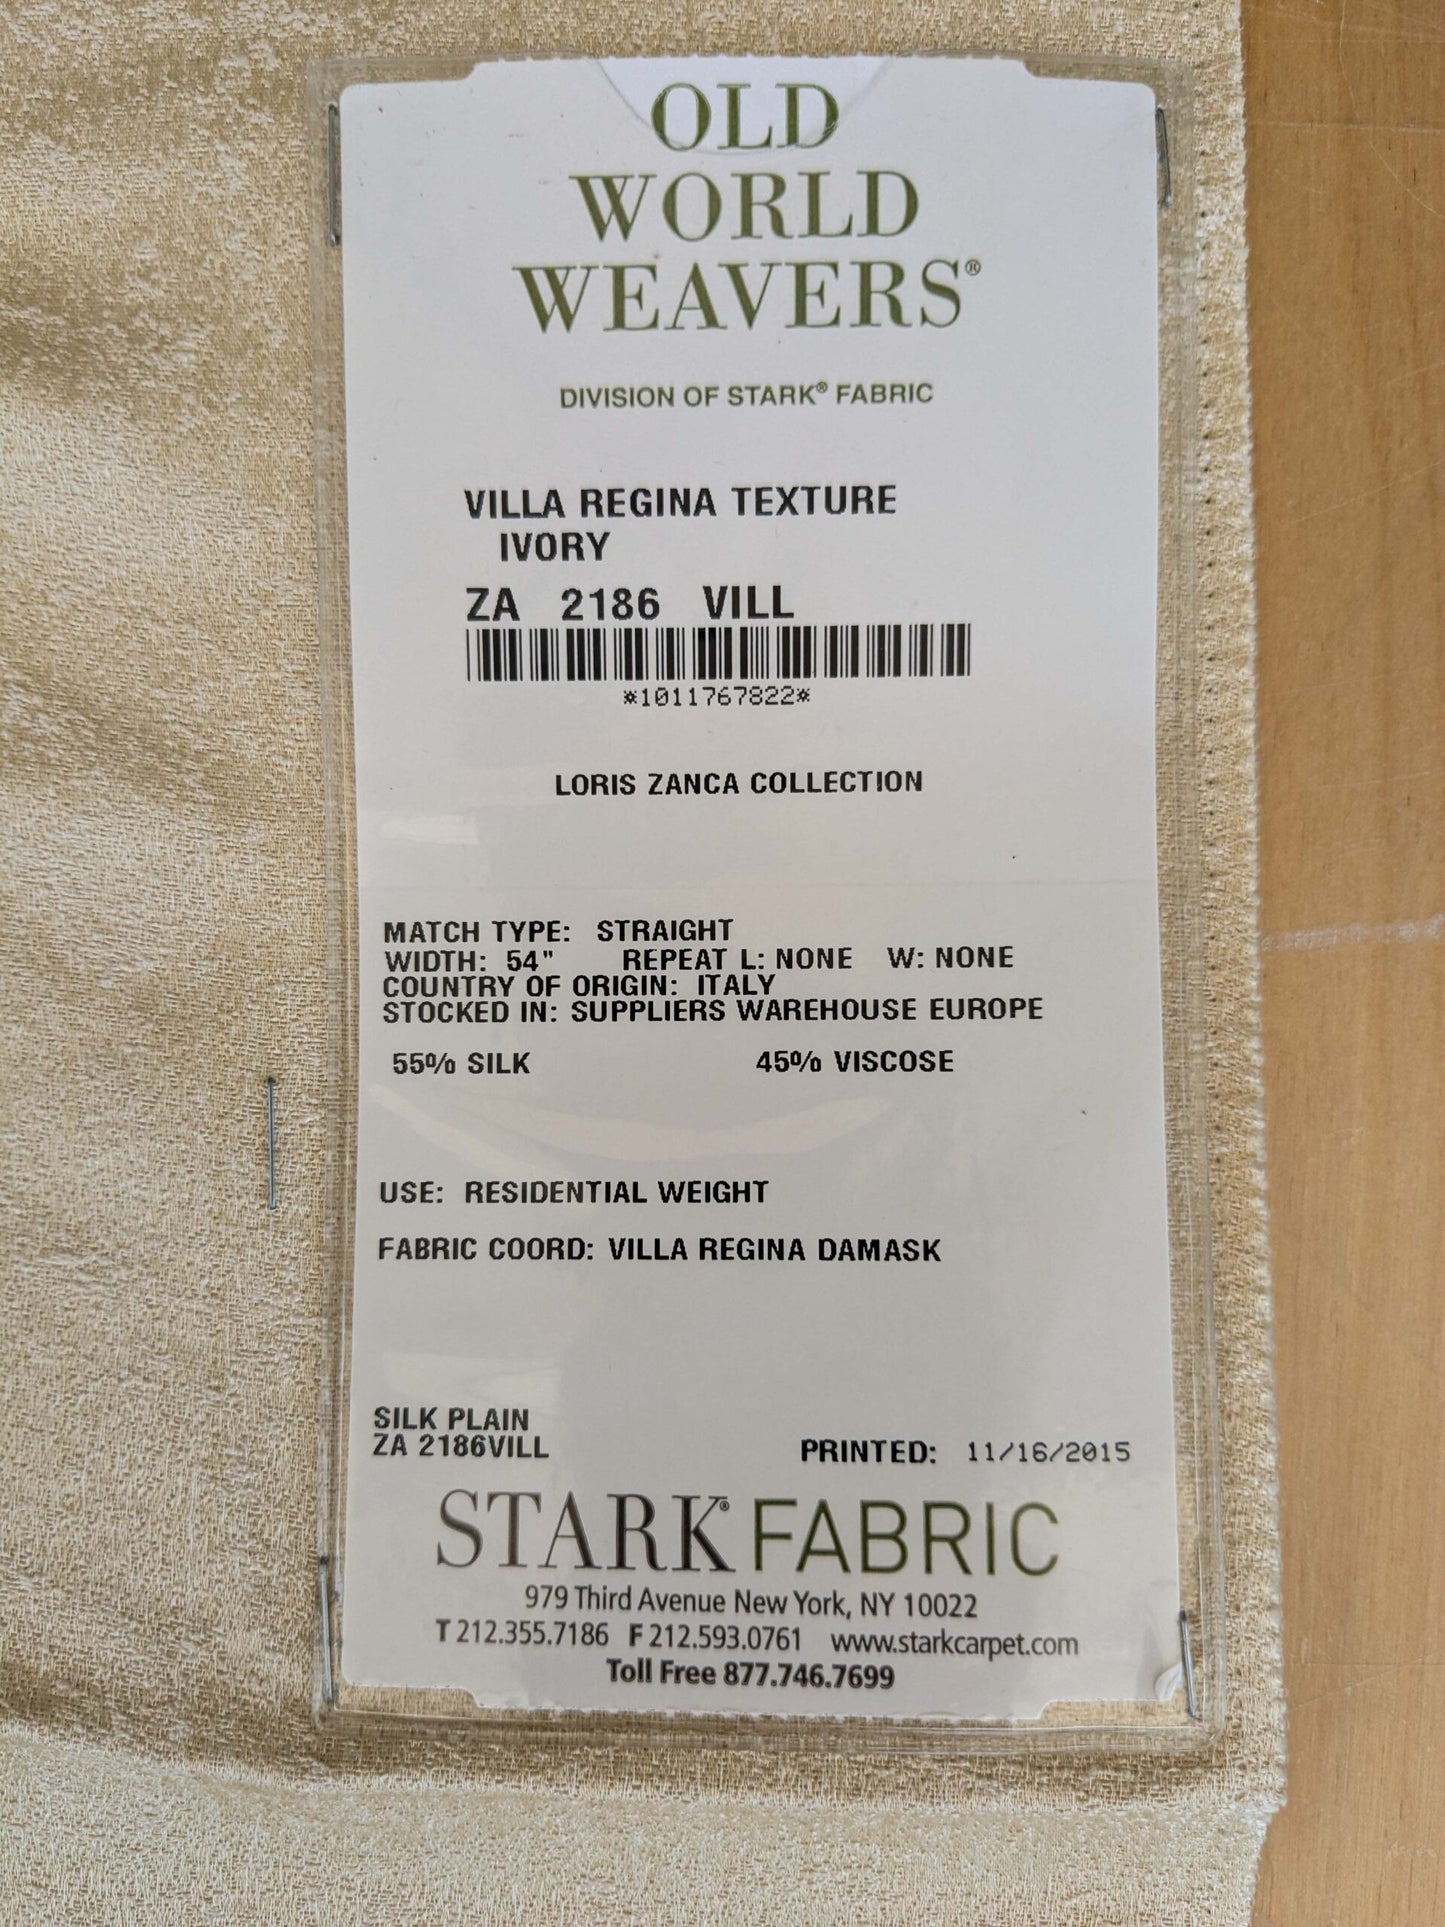 OLD
WORLD
WEAVERS®
DIVISION OF STARK® FABRIC
VILLA REGINA TEXTURE
IVORY
ZA 2186 VILL
*1011767822*
LORIS ZANCA COLLECTION
MATCH TYPE: STRAIGHT
WIDTH: 54" REPEAT L: NONE W: NONE
COUNTRY OF ORIGIN: ITALY
STOCKED IN: SUPPLIERS WAREHOUSE EUROPE
55% SILK 45% VISCOSE
USE: RESIDENTIAL WEIGHT
FABRIC COORD: VILLA REGINA DAMASK
SILK PLAIN
ZA 2186VILL PRINTED: 11/16/2015
STARK® FABRIC
979 Third Avenue New York, NY 10022
T 212.355.7186 F 212.593.0761 www.starkcarpet.com
Toll Free 877.746.7699